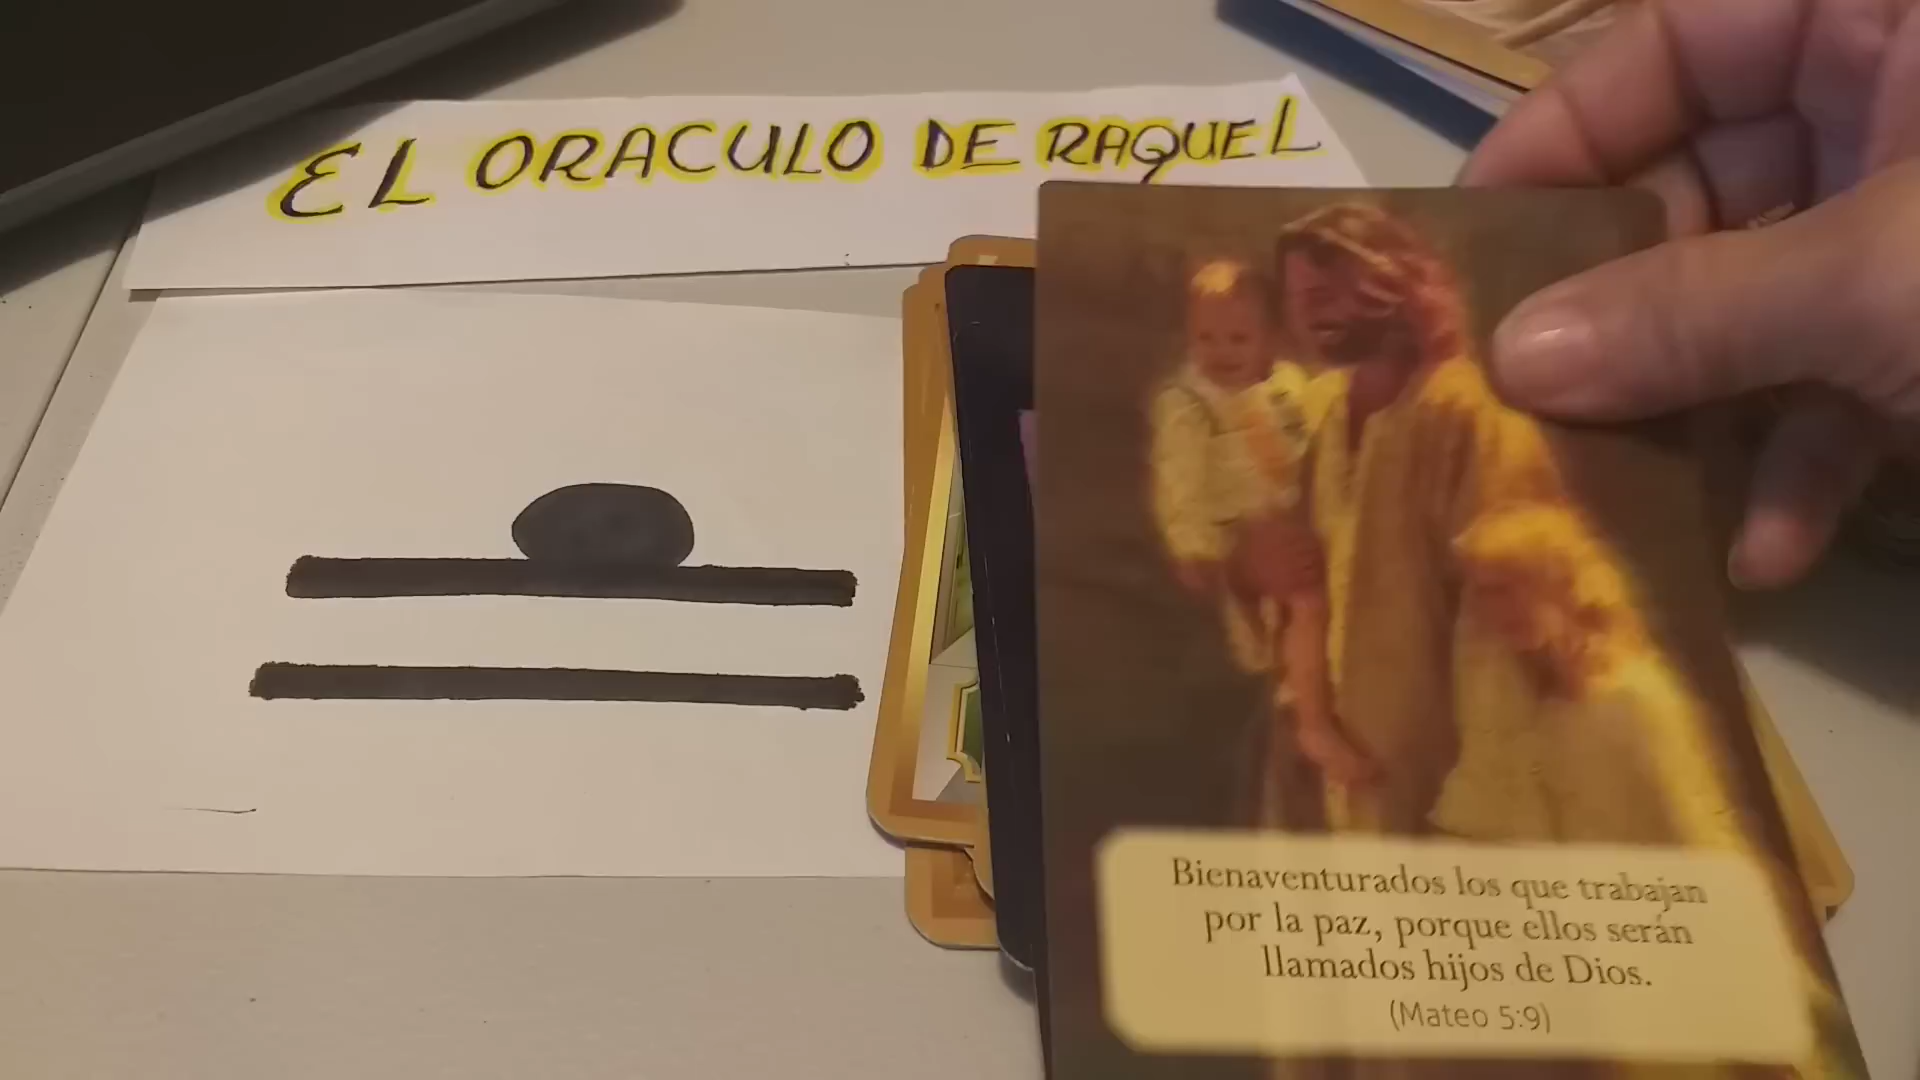 EL ORACULO DE RAQUEL
Bienaventurados los que trabajan
por la paz, porque ellos serán
llamados hijos de Dios.
(Mateo 5:9)